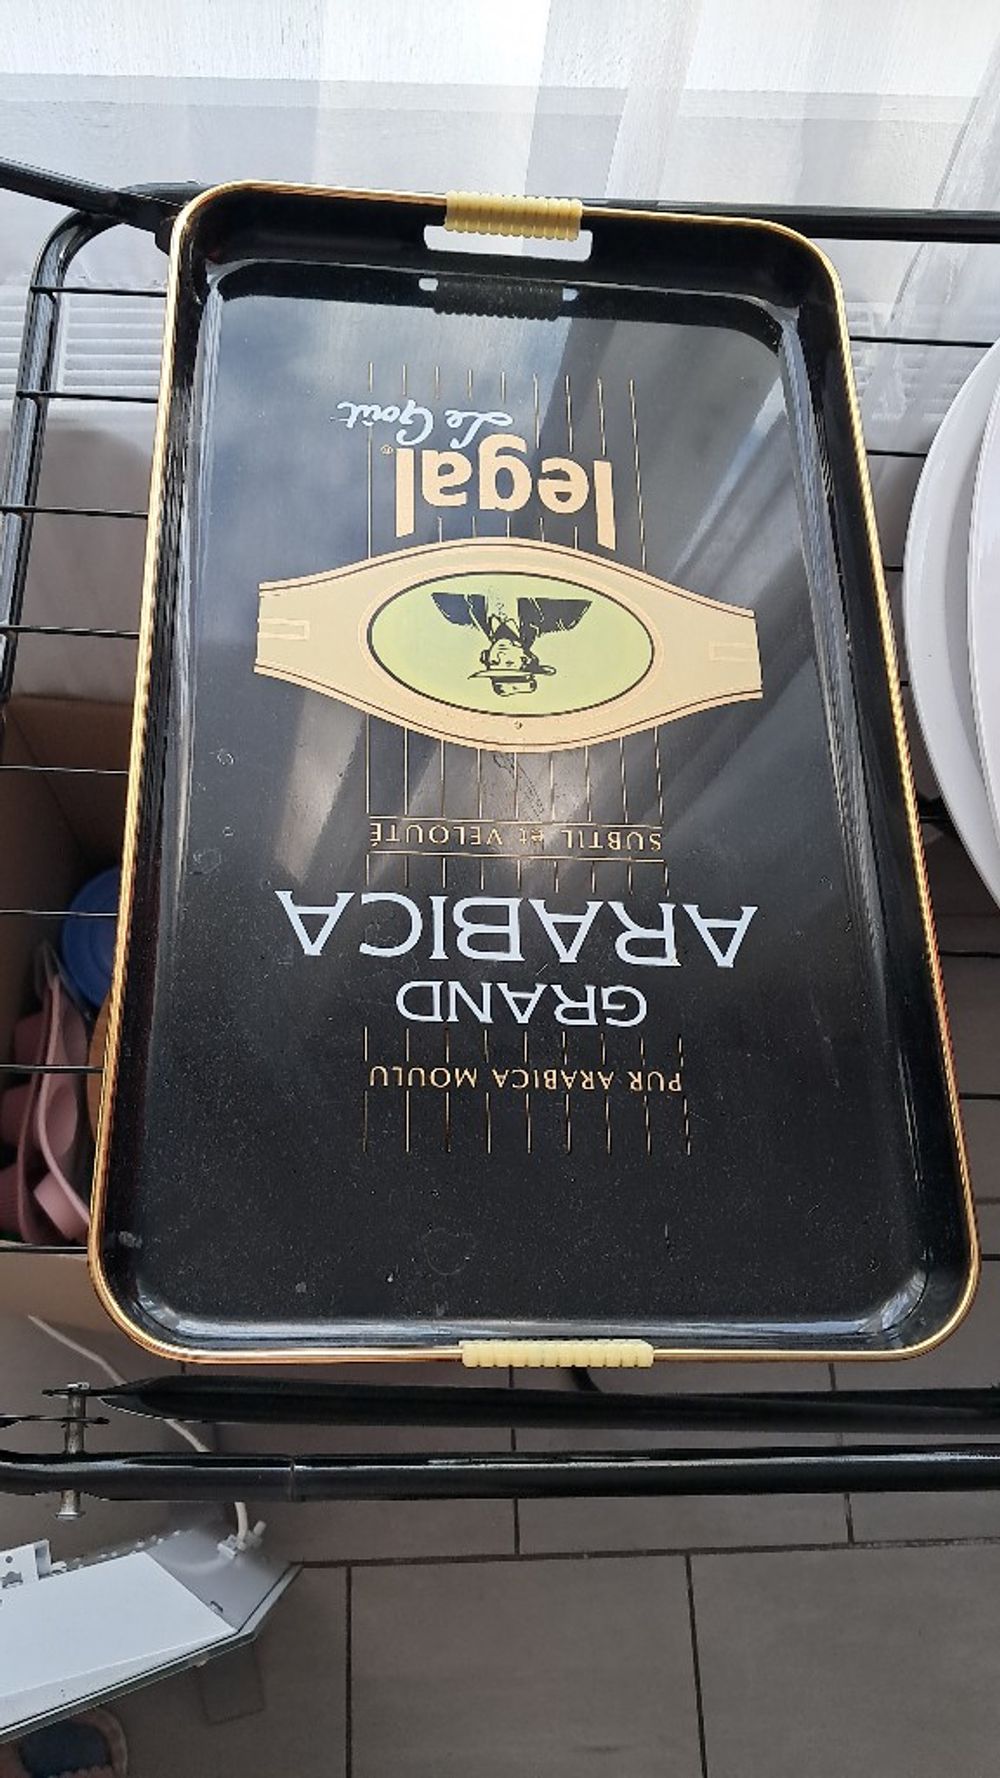 PUR ARABICA MOULU
GRAND
ARABICA
SUBTIL et VELOUTÉ
legal®
Le Goût